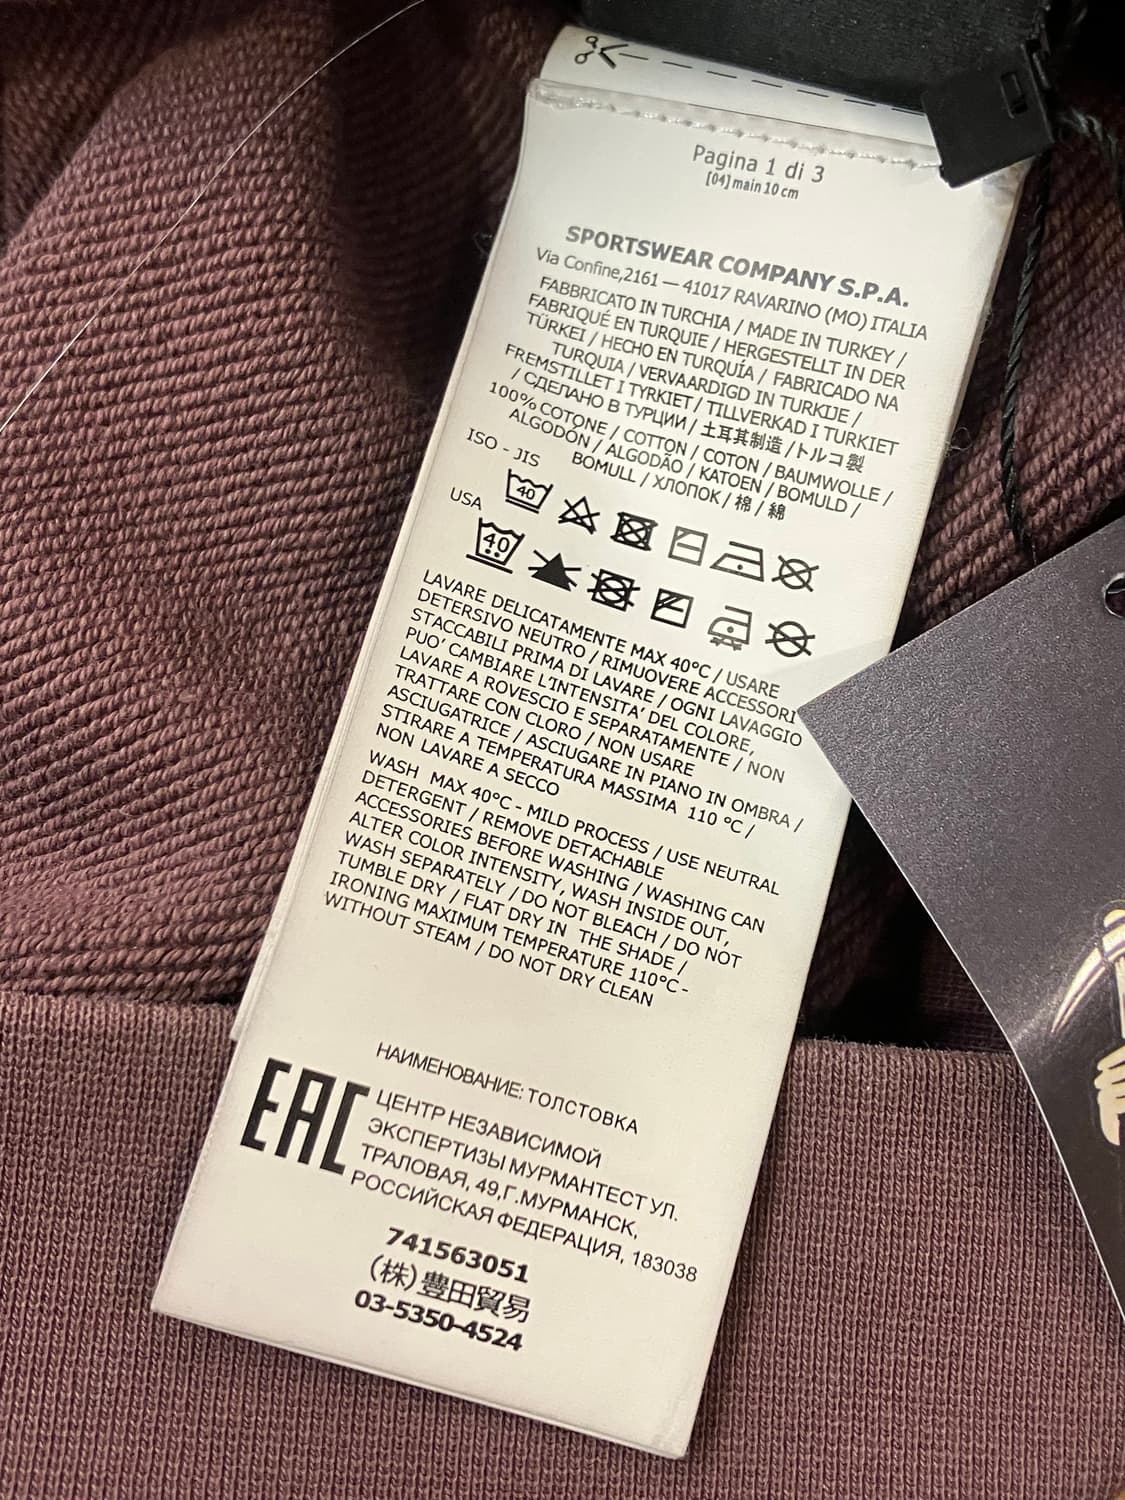 Pagina 1 di 3
[04] main 10 cm
SPORTSWEAR COMPANY S.P.A.
Via Confine,2161 — 41017 RAVARINO (MO) ITALIA
FABBRICATO IN TURCHIA / MADE IN TURKEY /
FABRIQUÉ EN TURQUIE / HERGESTELLT IN DER
TÜRKEI / HECHO EN TURQUÍA / FABRICADO NA
TURQUIA / VERVAARDIGD IN TURKIJE /
FREMSTILLET I TYRKIET / TILLVERKAD I TURKIET
/ СДЕЛАНО В ТУРЦИИ / 土耳其制造 /トルコ製
100% COTONE / COTTON / COTON / BAUMWOLLE /
ALGODÓN / ALGODÃO / KATOEN / BOMULD /
BOMULL / ХЛОПОК / 棉 / 綿
ISO - JIS
40
USA
40
LAVARE DELICATAMENTE MAX 40°C / USARE
DETERSIVO NEUTRO / RIMUOVERE ACCESSORI
STACCABILI PRIMA DI LAVARE / OGNI LAVAGGIO
PUO' CAMBIARE L'INTENSITA' DEL COLORE,
LAVARE A ROVESCIO E SEPARATAMENTE / NON
TRATTARE CON CLORO / NON USARE
ASCIUGATRICE / ASCIUGARE IN PIANO IN OMBRA /
STIRARE A TEMPERATURA MASSIMA 110 °C /
NON LAVARE A SECCO
WASH MAX 40°C - MILD PROCESS / USE NEUTRAL
DETERGENT / REMOVE DETACHABLE
ACCESSORIES BEFORE WASHING / WASHING CAN
ALTER COLOR INTENSITY, WASH INSIDE OUT,
WASH SEPARATELY / DO NOT BLEACH / DO NOT
TUMBLE DRY / FLAT DRY IN THE SHADE /
IRONING MAXIMUM TEMPERATURE 110°C -
WITHOUT STEAM / DO NOT DRY CLEAN
НАИМЕНОВАНИЕ: ТОЛСТОВКА
EAC
ЦЕНТР НЕЗАВИСИМОЙ
ЭКСПЕРТИЗЫ МУРМАНТЕСТ УЛ.
ТРАЛОВАЯ, 49,Г.МУРМАНСК,
РОССИЙСКАЯ ФЕДЕРАЦИЯ, 183038
741563051
(株)豊田貿易
03-5350-4524